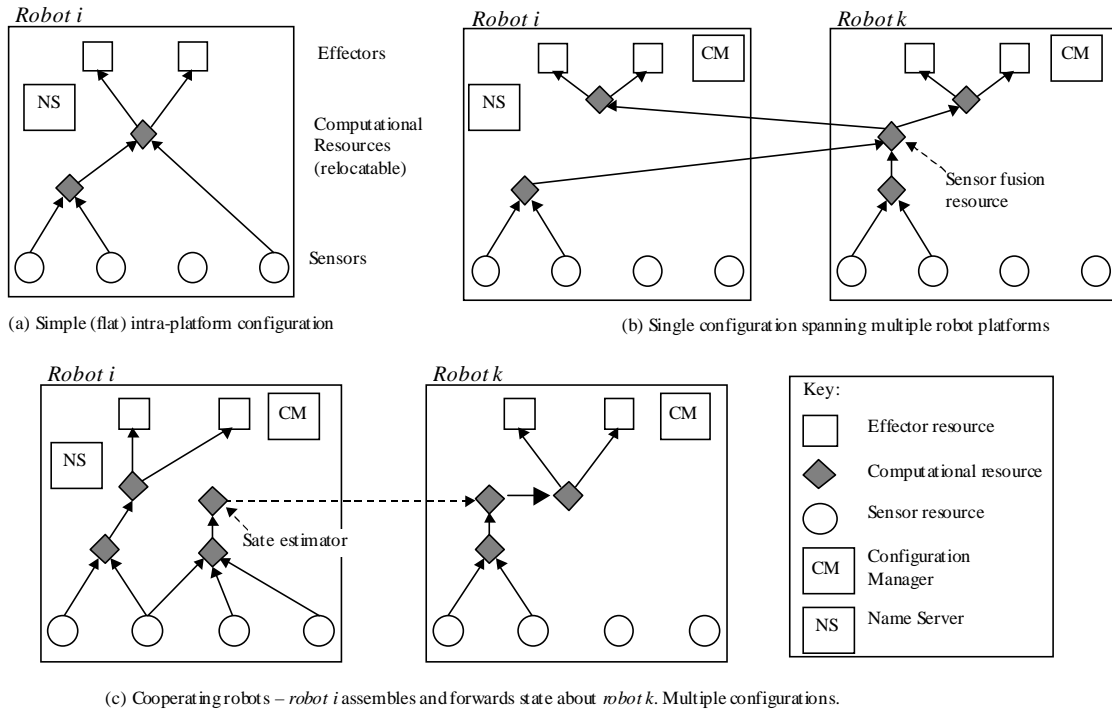 Robot i
Effectors
NS
Computational
Resources
(relocatable)
Sensors
(a) Simple (flat) intra-platform configuration
Robot i
Robot k
CM
CM
NS
Sensor fusion
resource
(b) Single configuration spanning multiple robot platforms
Robot i
Robot k
CM
CM
NS
Sate estimator
Key:
Effector resource
Computational resource
Sensor resource
CM
Configuration
Manager
NS
Name Server
(c) Cooperating robots – robot i assembles and forwards state about robot k. Multiple configurations.